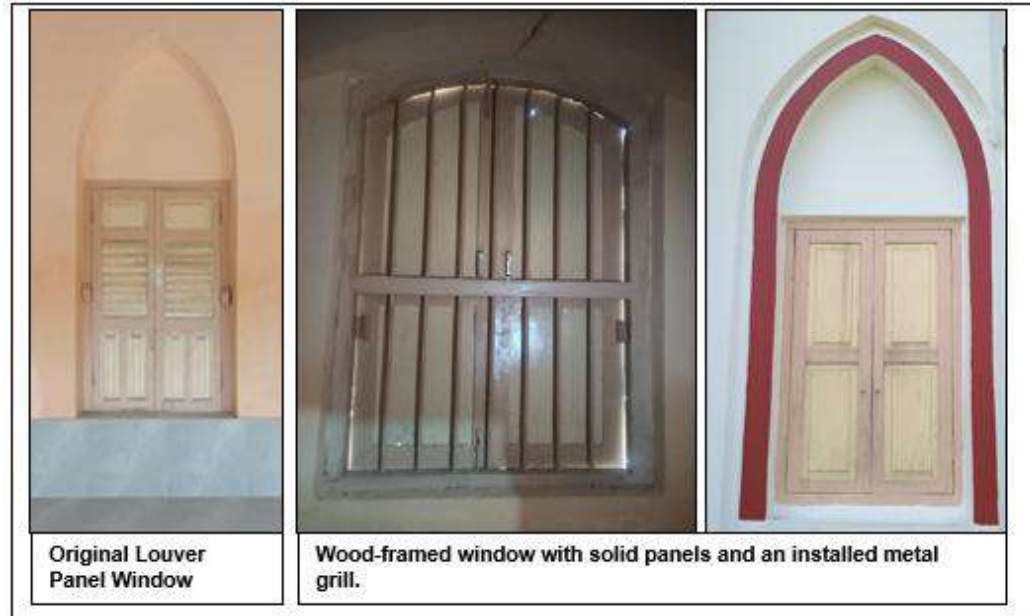 Original Louver
Panel Window
Wood-framed window with solid panels and an installed metal
grill.